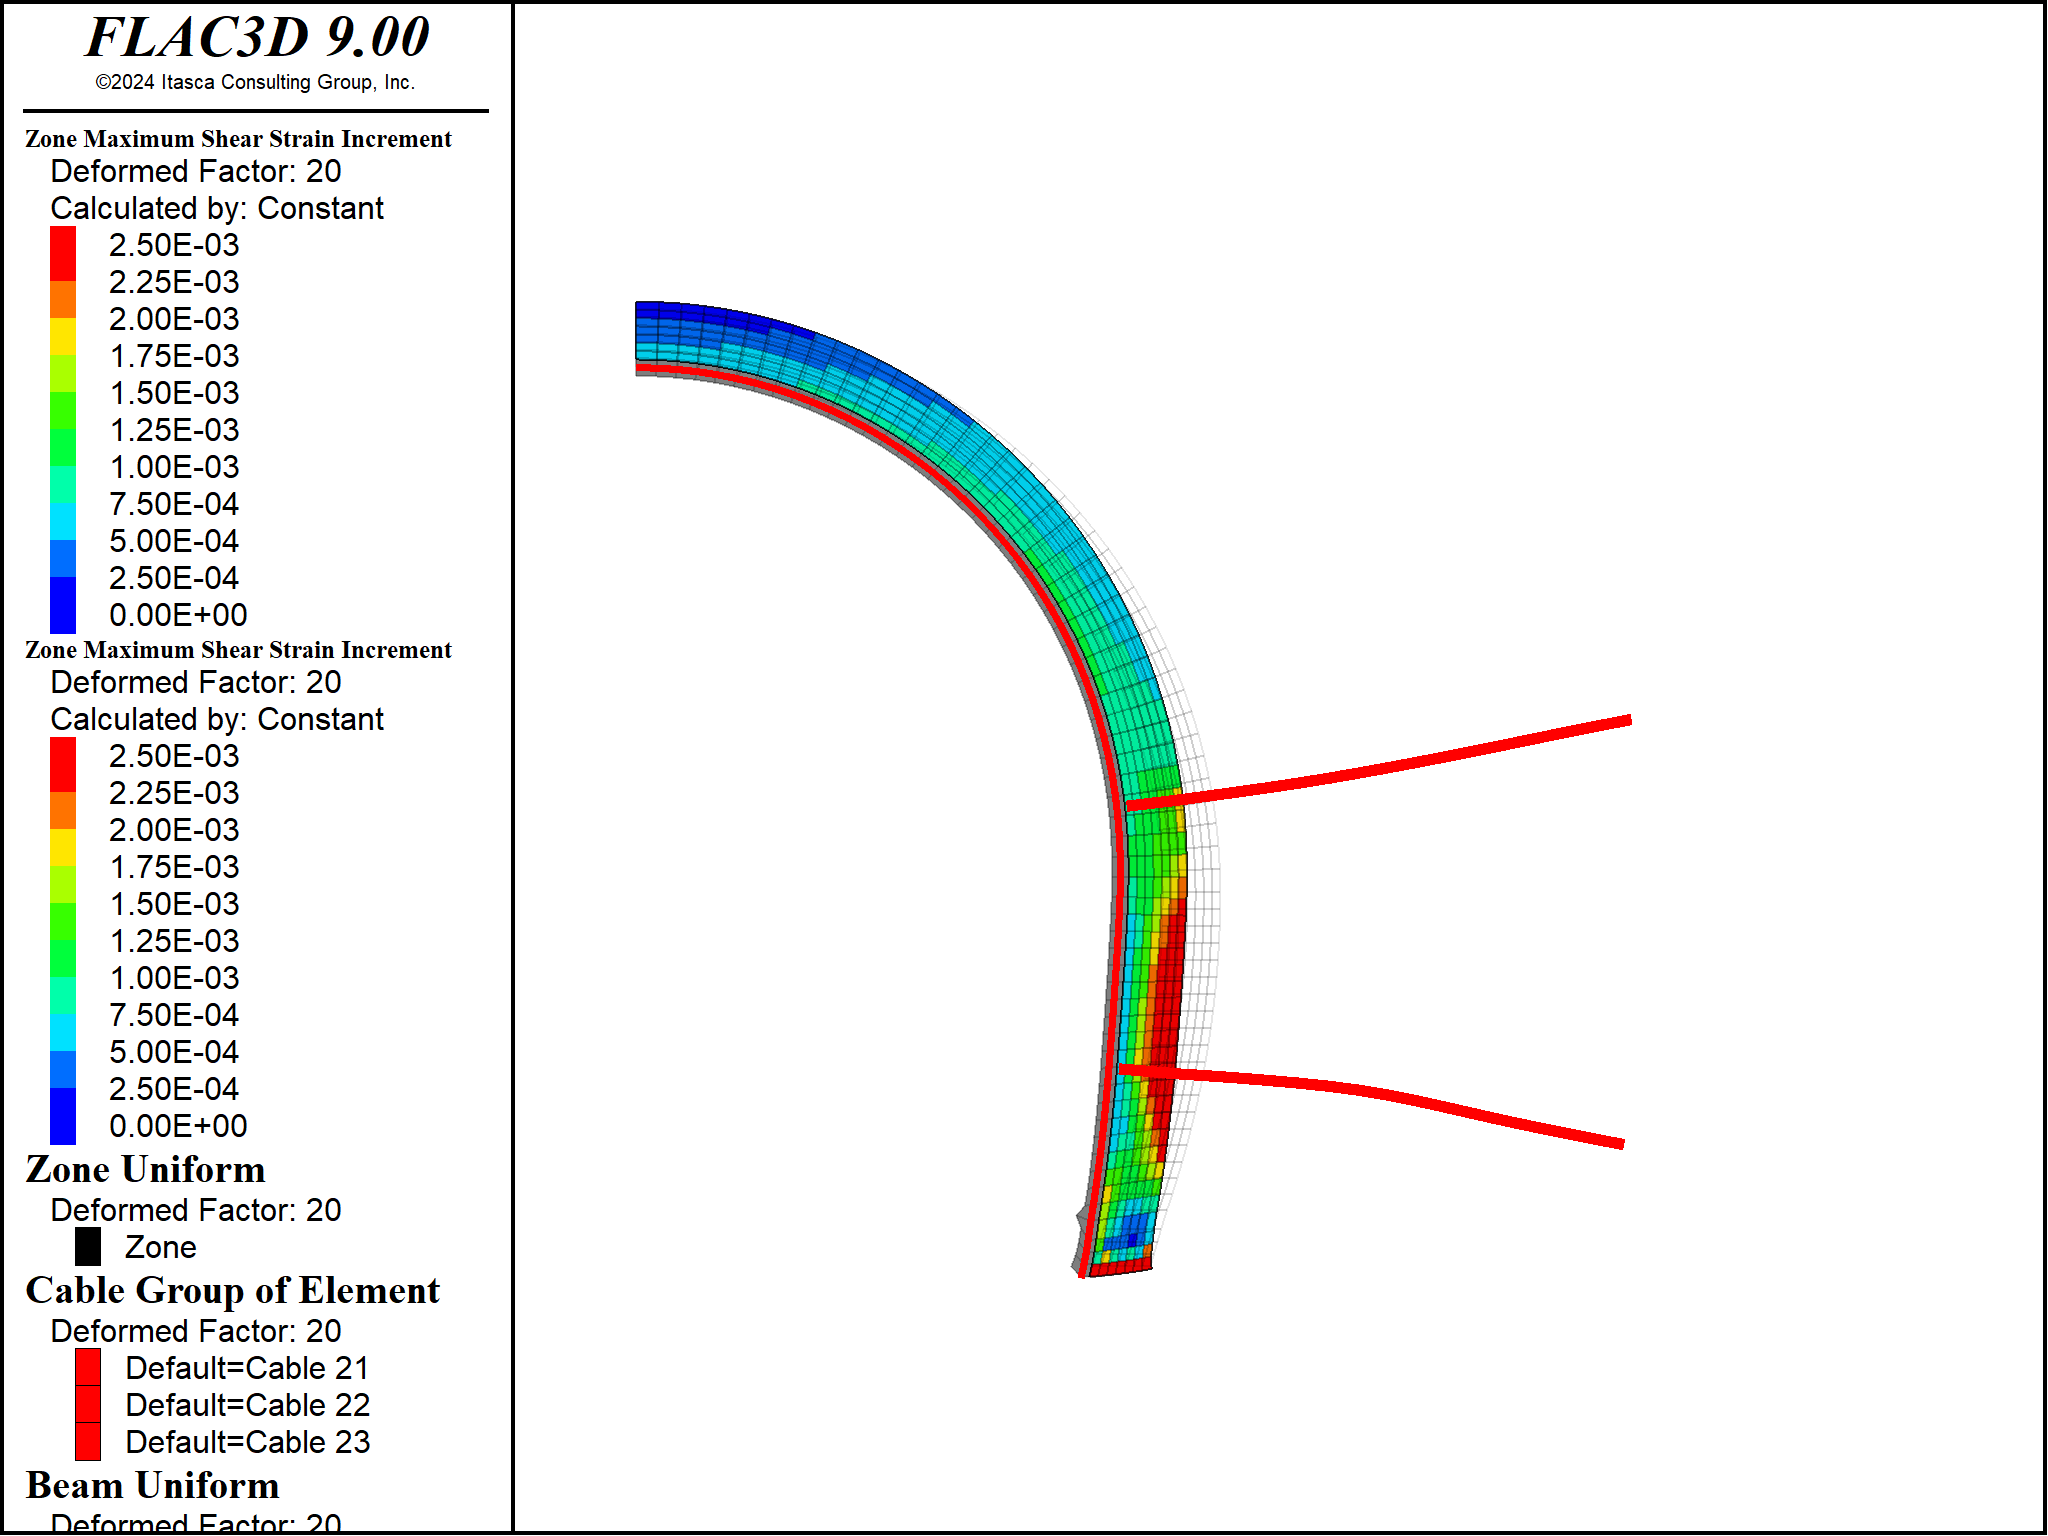 FLAC3D 9.00
©2024 Itasca Consulting Group, Inc.
Zone Maximum Shear Strain Increment
Deformed Factor: 20
Calculated by: Constant
2.50E-03
2.25E-03
2.00E-03
1.75E-03
1.50E-03
1.25E-03
1.00E-03
7.50E-04
5.00E-04
2.50E-04
0.00E+00
Zone Maximum Shear Strain Increment
Deformed Factor: 20
Calculated by: Constant
2.50E-03
2.25E-03
2.00E-03
1.75E-03
1.50E-03
1.25E-03
1.00E-03
7.50E-04
5.00E-04
2.50E-04
0.00E+00
Zone Uniform
Deformed Factor: 20
Zone
Cable Group of Element
Deformed Factor: 20
Default=Cable 21
Default=Cable 22
Default=Cable 23
Beam Uniform
Deformed Factor: 20